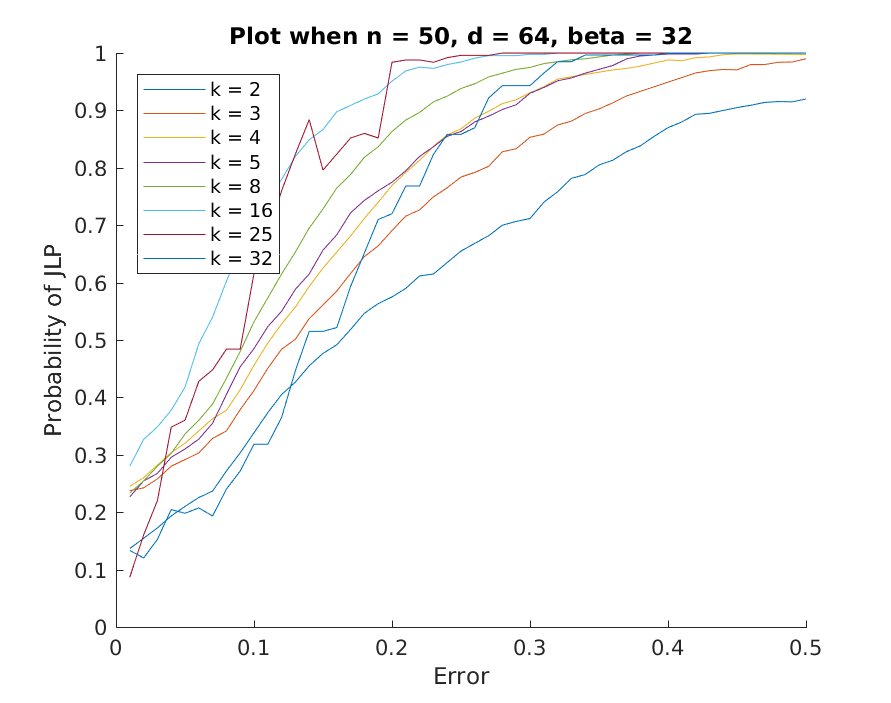 Plot when n = 50, d = 64, beta = 32
1
0.9
0.8
0.7
0.6
0.5
0.4
0.3
0.2
0.1
0
Probability of JLP
k = 2
k = 3
k = 4
k = 5
k = 8
k = 16
k = 25
k = 32
0
0.1
0.2
0.3
0.4
0.5
Error